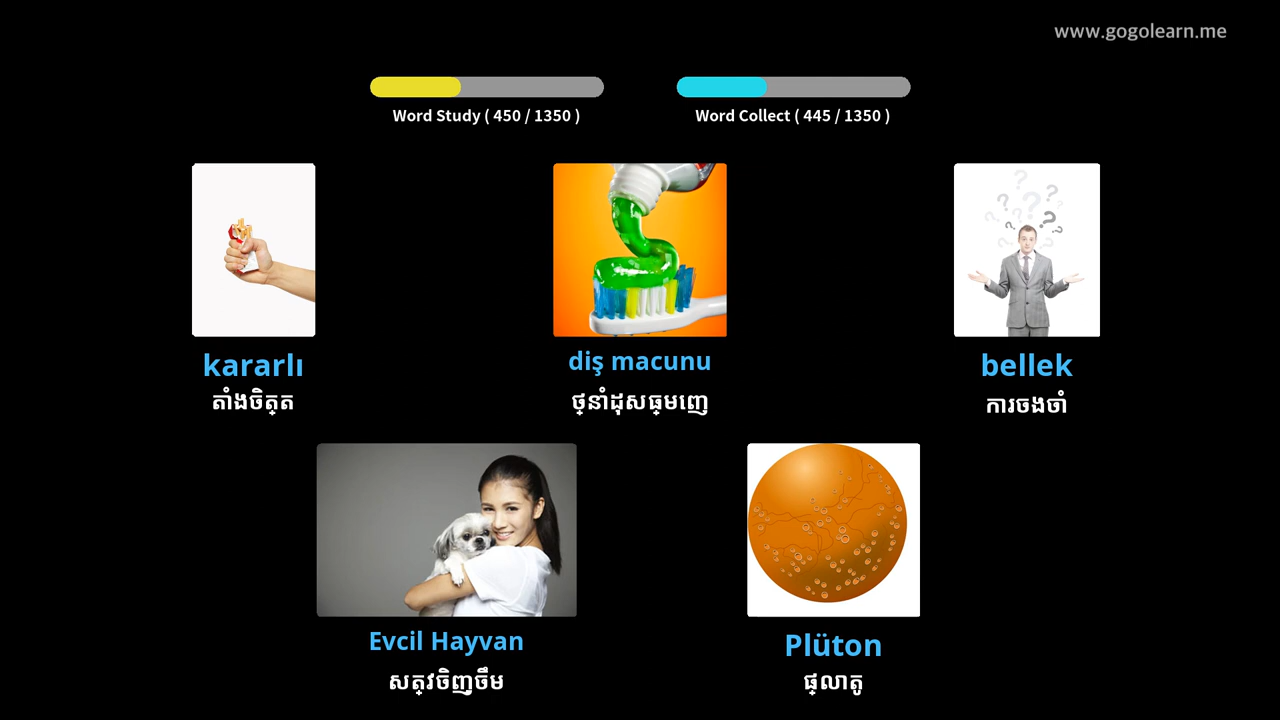 www.gogolearn.me
Word Study ( 450 / 1350 )
Word Collect ( 445 / 1350 )
kararlı
តាំងចិត្ត
diş macunu
ថ្នាំដុសធ្មេញ
bellek
ការចងចាំ
Evcil Hayvan
សត្វចិញ្ចឹម
Plüton
ផ្លាតូ